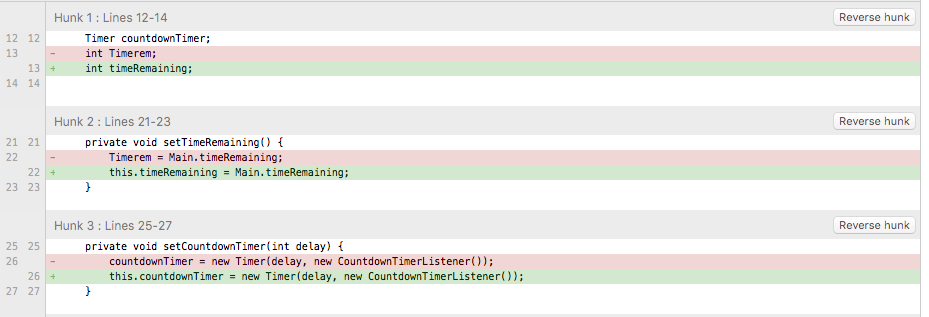 Hunk 1 : Lines 12-14
Reverse hunk
12 12 Timer countdownTimer;
13 - int Timerem;
13 + int timeRemaining;
14 14
Hunk 2 : Lines 21-23
Reverse hunk
21 21 private void setTimeRemaining() {
22 - Timerem = Main.timeRemaining;
22 + this.timeRemaining = Main.timeRemaining;
23 23 }
Hunk 3 : Lines 25-27
Reverse hunk
25 25 private void setCountdownTimer(int delay) {
26 - countdownTimer = new Timer(delay, new CountdownTimerListener());
26 + this.countdownTimer = new Timer(delay, new CountdownTimerListener());
27 27 }